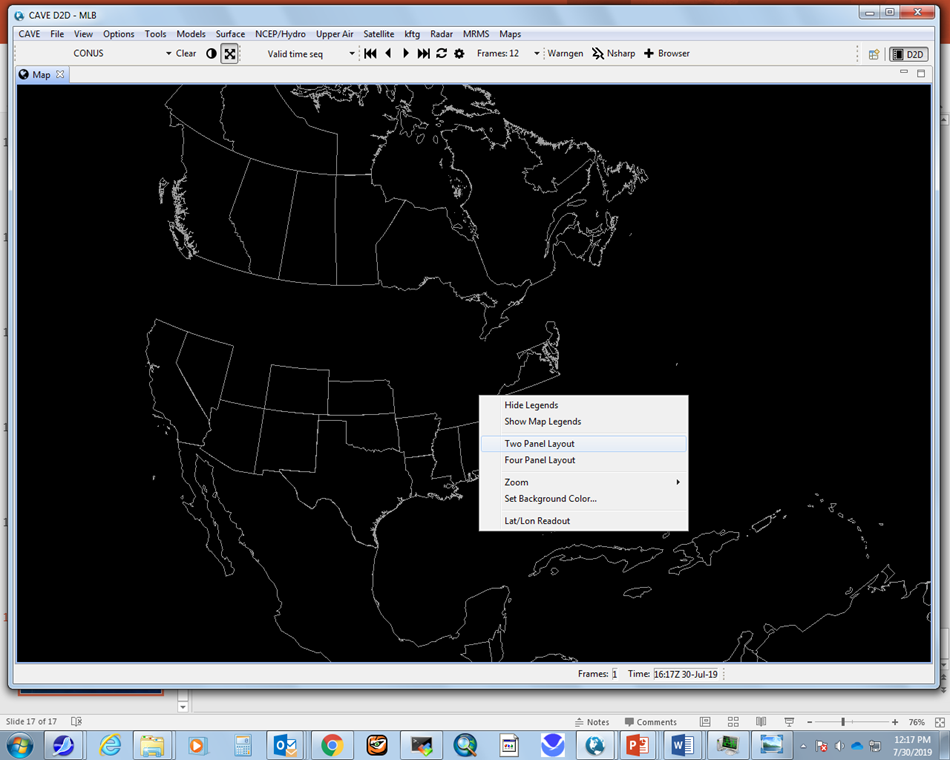 CAVE D2D - MLB
CAVE File View Options Tools Models Surface NCEP/Hydro Upper Air Satellite kftg Radar MRMS Maps
CONUS Clear Valid time seq Frames: 12 Warngen Nsharp Browser D2D
Map
Hide Legends
Show Map Legends
Two Panel Layout
Four Panel Layout
Zoom
Set Background Color...
Lat/Lon Readout
Frames: 1 Time: 16:17Z 30-Jul-19
Slide 17 of 17 Notes Comments 76%
12:17 PM
7/30/2019